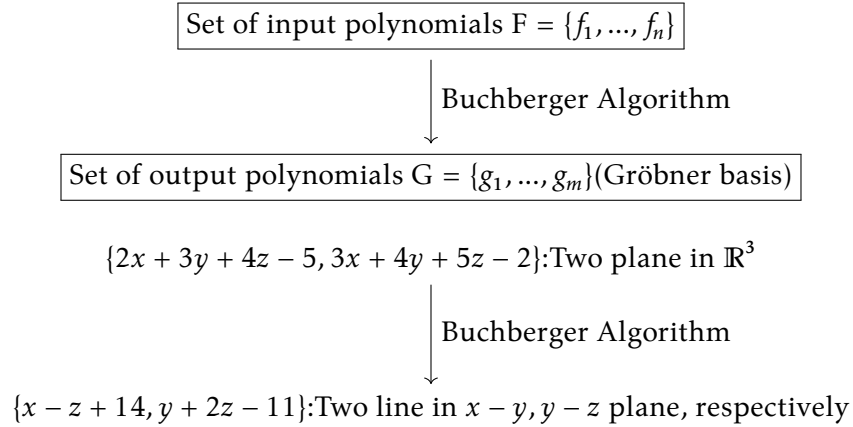 Set of input polynomials F = {f₁, ..., fₙ}
Buchberger Algorithm
Set of output polynomials G = {g₁, ..., gₘ}(Gröbner basis)
{2x + 3y + 4z − 5, 3x + 4y + 5z − 2}:Two plane in ℝ³
Buchberger Algorithm
{x − z + 14, y + 2z − 11}:Two line in x − y, y − z plane, respectively